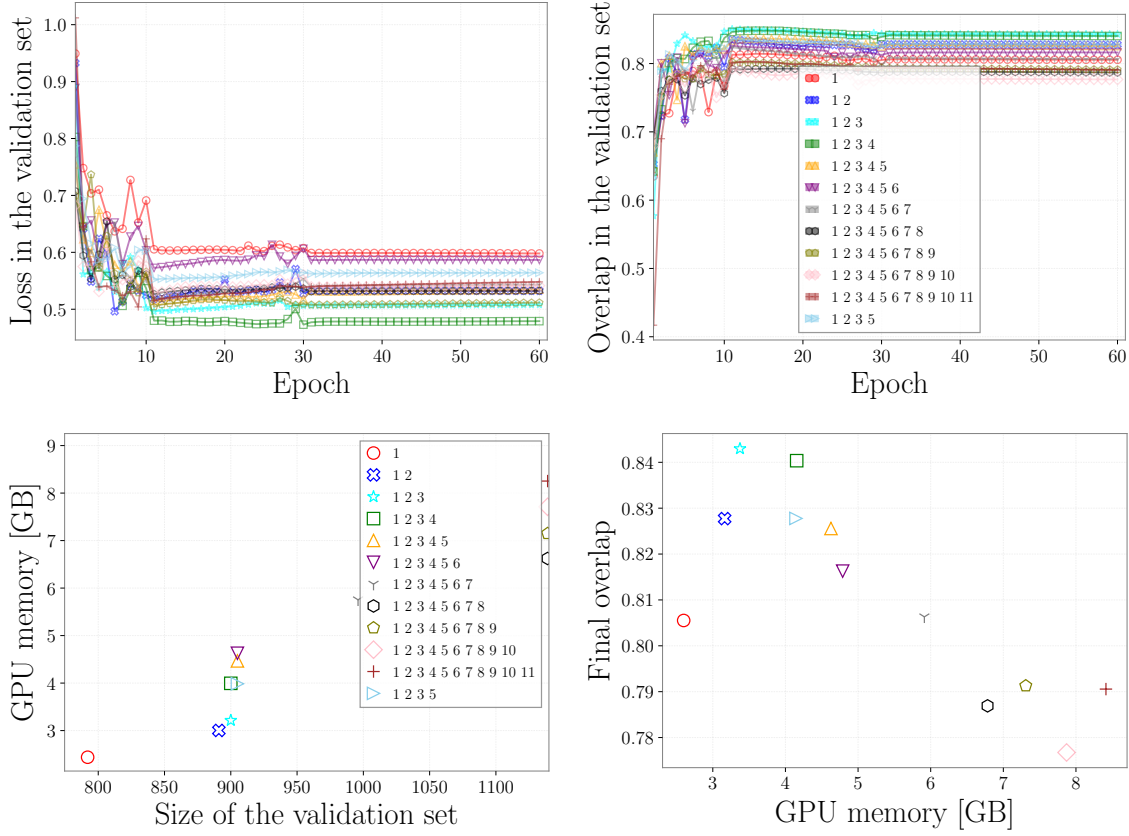 1.0
0.9
0.8
0.7
0.6
0.5
10
20
30
40
50
60
Epoch
Loss in the validation set
0.8
0.7
0.6
0.5
0.4
10
20
30
40
50
60
Epoch
Overlap in the validation set
1
1 2
1 2 3
1 2 3 4
1 2 3 4 5
1 2 3 4 5 6
1 2 3 4 5 6 7
1 2 3 4 5 6 7 8
1 2 3 4 5 6 7 8 9
1 2 3 4 5 6 7 8 9 10
1 2 3 4 5 6 7 8 9 10 11
1 2 3 5
9
8
7
6
5
4
3
800
850
900
950
1000
1050
1100
Size of the validation set
GPU memory [GB]
1
1 2
1 2 3
1 2 3 4
1 2 3 4 5
1 2 3 4 5 6
1 2 3 4 5 6 7
1 2 3 4 5 6 7 8
1 2 3 4 5 6 7 8 9
1 2 3 4 5 6 7 8 9 10
1 2 3 4 5 6 7 8 9 10 11
1 2 3 5
0.84
0.83
0.82
0.81
0.80
0.79
0.78
3
4
5
6
7
8
GPU memory [GB]
Final overlap